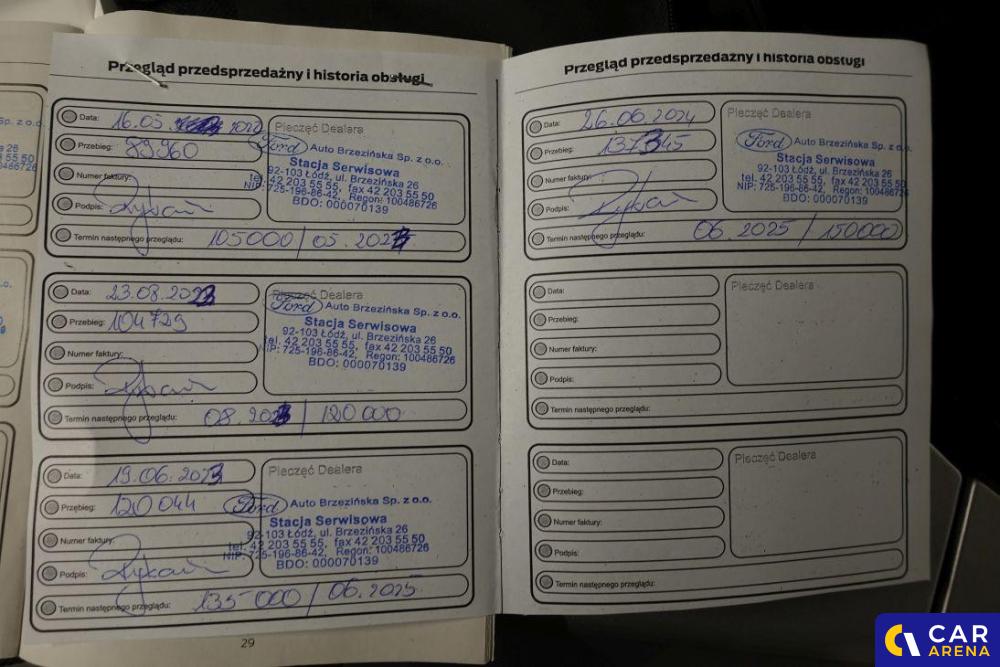 Przegląd przedsprzedażny i historia obsługi
Data: 16.05.
Pieczęć Dealera
Przebieg: 89960
Ford Auto Brzezińska Sp. z o.o.
Stacja Serwisowa
92-103 Łódź, ul. Brzezińska 26
tel. 42 203 55 55, fax 42 203 55 50
NIP: 725-196-86-42, Regon: 100486726
BDO: 000070139
Numer faktury:
Podpis:
Termin następnego przeglądu: 105000 / 05.
Data: 23.08.
Pieczęć Dealera
Przebieg: 104729
Ford Auto Brzezińska Sp. z o.o.
Stacja Serwisowa
92-103 Łódź, ul. Brzezińska 26
tel. 42 203 55 55, fax 42 203 55 50
NIP: 725-196-86-42, Regon: 100486726
BDO: 000070139
Numer faktury:
Podpis:
Termin następnego przeglądu: 08. / 120 000
Data: 19.06.2023
Pieczęć Dealera
Przebieg: 120 044
Ford Auto Brzezińska Sp. z o.o.
Stacja Serwisowa
92-103 Łódź, ul. Brzezińska 26
tel. 42 203 55 55, fax 42 203 55 50
NIP: 725-196-86-42, Regon: 100486726
BDO: 000070139
Numer faktury:
Podpis:
Termin następnego przeglądu: 135 000 / 06.2025
29
Przegląd przedsprzedażny i historia obsługi
Data: 26.06.2024
Pieczęć Dealera
Przebieg: 137345
Ford Auto Brzezińska Sp. z o.o.
Stacja Serwisowa
92-103 Łódź, ul. Brzezińska 26
tel. 42 203 55 55, fax 42 203 55 50
NIP: 725-196-86-42, Regon: 100486726
BDO: 000070139
Numer faktury:
Podpis:
Termin następnego przeglądu: 06.2025 / 150000
Data:
Pieczęć Dealera
Przebieg:
Numer faktury:
Podpis:
Termin następnego przeglądu:
Data:
Pieczęć Dealera
Przebieg:
Numer faktury:
Podpis:
Termin następnego przeglądu:
CAR
ARENA